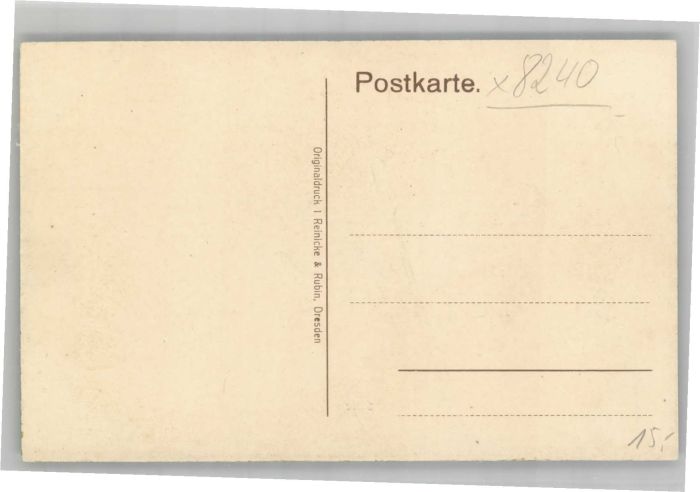 Postkarte. x8240
Originaldruck | Reinicke & Rubin, Dresden
15,-